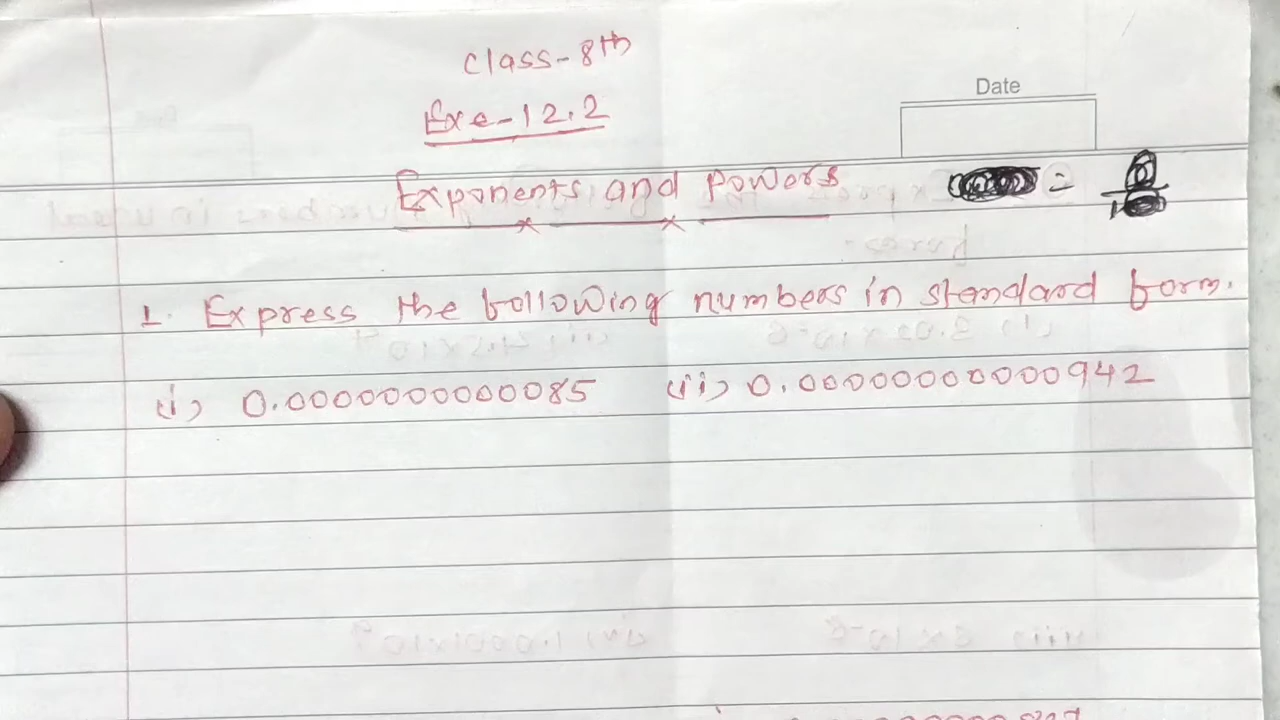 class-8th
Exe-12.2
Date
Exponents and Powers
1. Express the following numbers in standard form.
(i) 0.0000000000085 (ii) 0.00000000000942